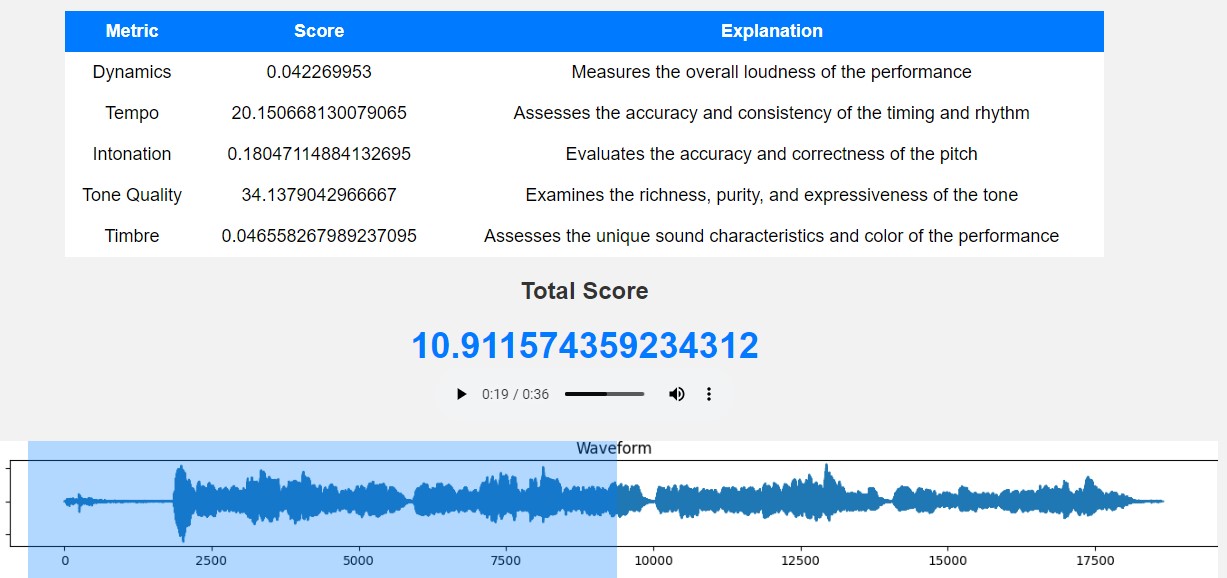 Metric Score Explanation
Dynamics 0.042269953 Measures the overall loudness of the performance
Tempo 20.150668130079065 Assesses the accuracy and consistency of the timing and rhythm
Intonation 0.18047114884132695 Evaluates the accuracy and correctness of the pitch
Tone Quality 34.1379042966667 Examines the richness, purity, and expressiveness of the tone
Timbre 0.046558267989237095 Assesses the unique sound characteristics and color of the performance
Total Score
10.911574359234312
0:19 / 0:36
Waveform
0 2500 5000 7500 10000 12500 15000 17500